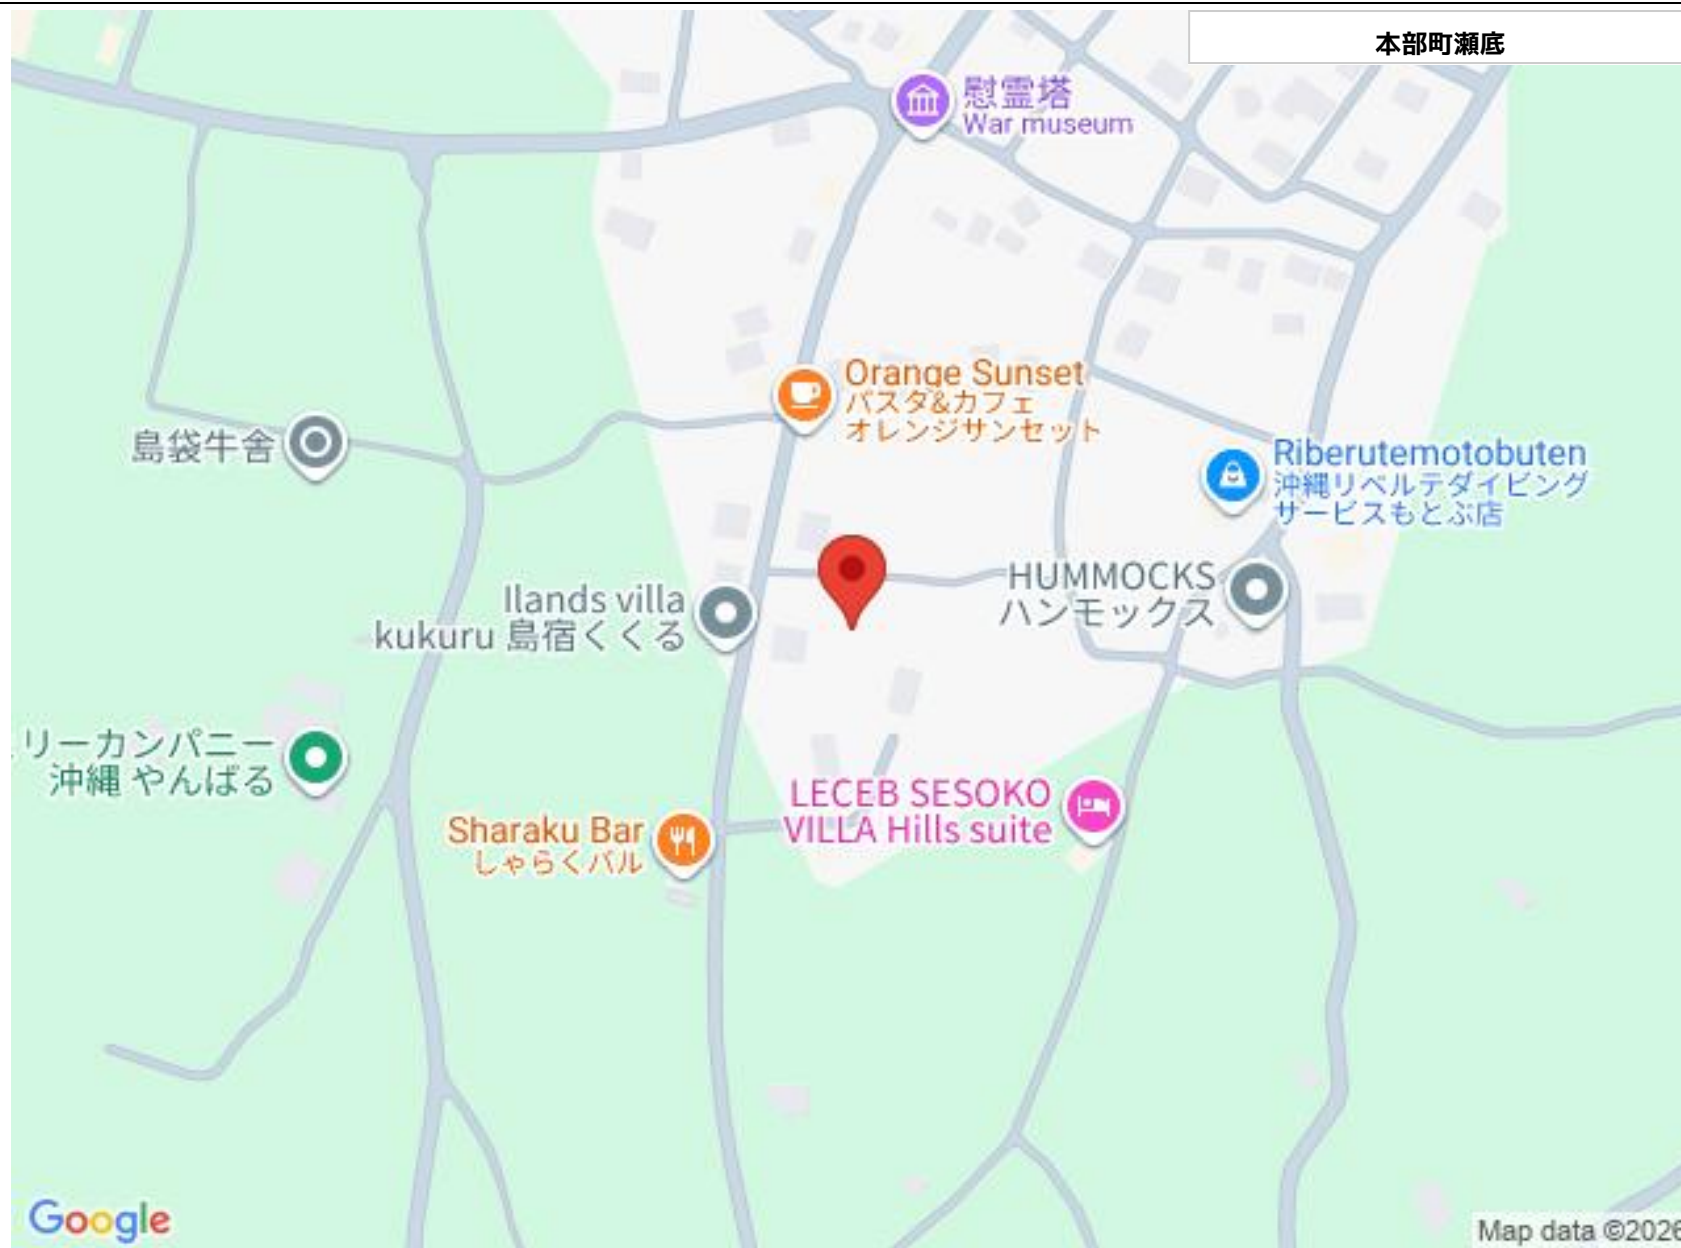 本部町瀬底
慰霊塔
War museum
Orange Sunset
パスタ&カフェ
オレンジサンセット
島袋牛舎
Riberutemotobuten
沖縄リベルテダイビング
サービスもとぶ店
HUMMOCKS
ハンモックス
Ilands villa
kukuru 島宿くくる
リーカンパニー
沖縄 やんばる
LECEB SESOKO
VILLA Hills suite
Sharaku Bar
しゃらくバル
Google
Map data ©2026